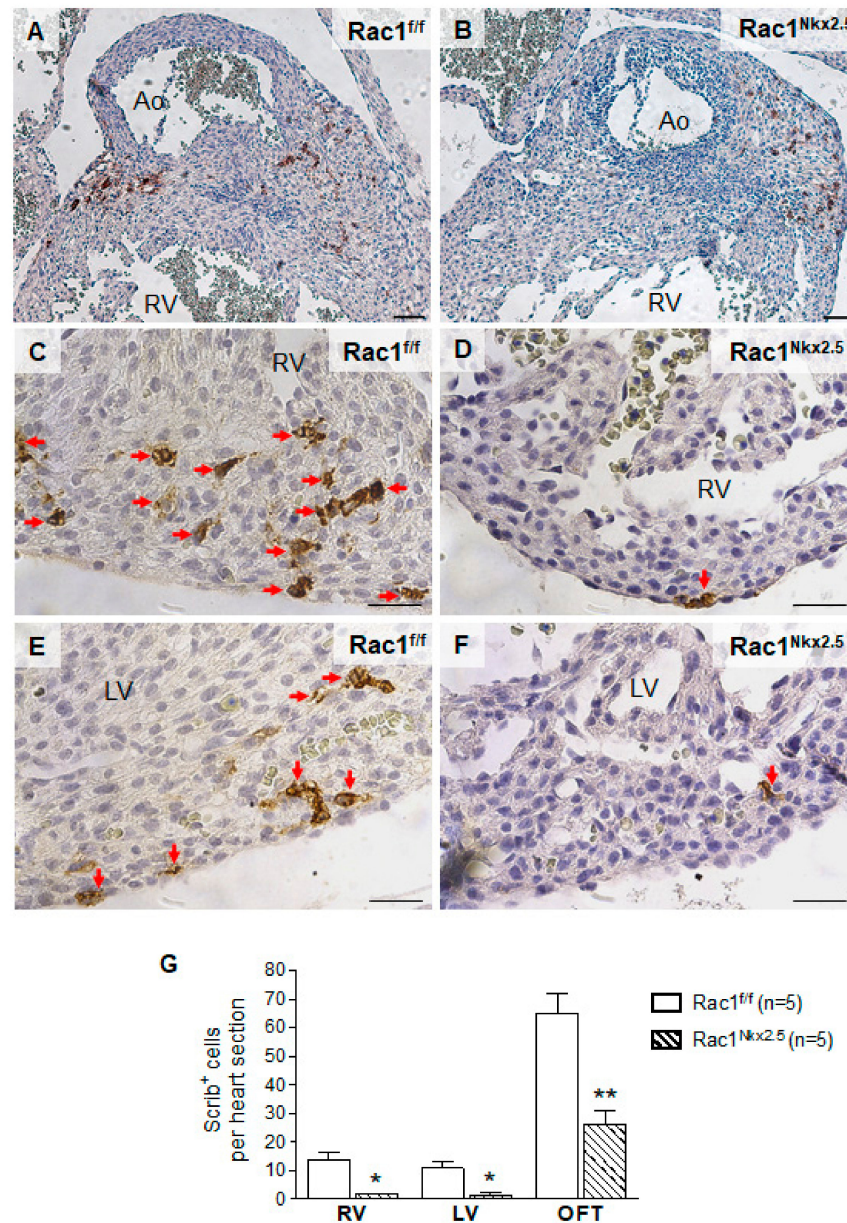 A Rac1f/f
Ao
RV
B Rac1Nkx2.5
Ao
RV
C Rac1f/f
RV
D Rac1Nkx2.5
RV
E Rac1f/f
LV
F Rac1Nkx2.5
LV
G
Scrib+ cells
per heart section
80
70
60
50
40
30
20
10
0
* * **
RV LV OFT
Rac1f/f (n=5)
Rac1Nkx2.5 (n=5)